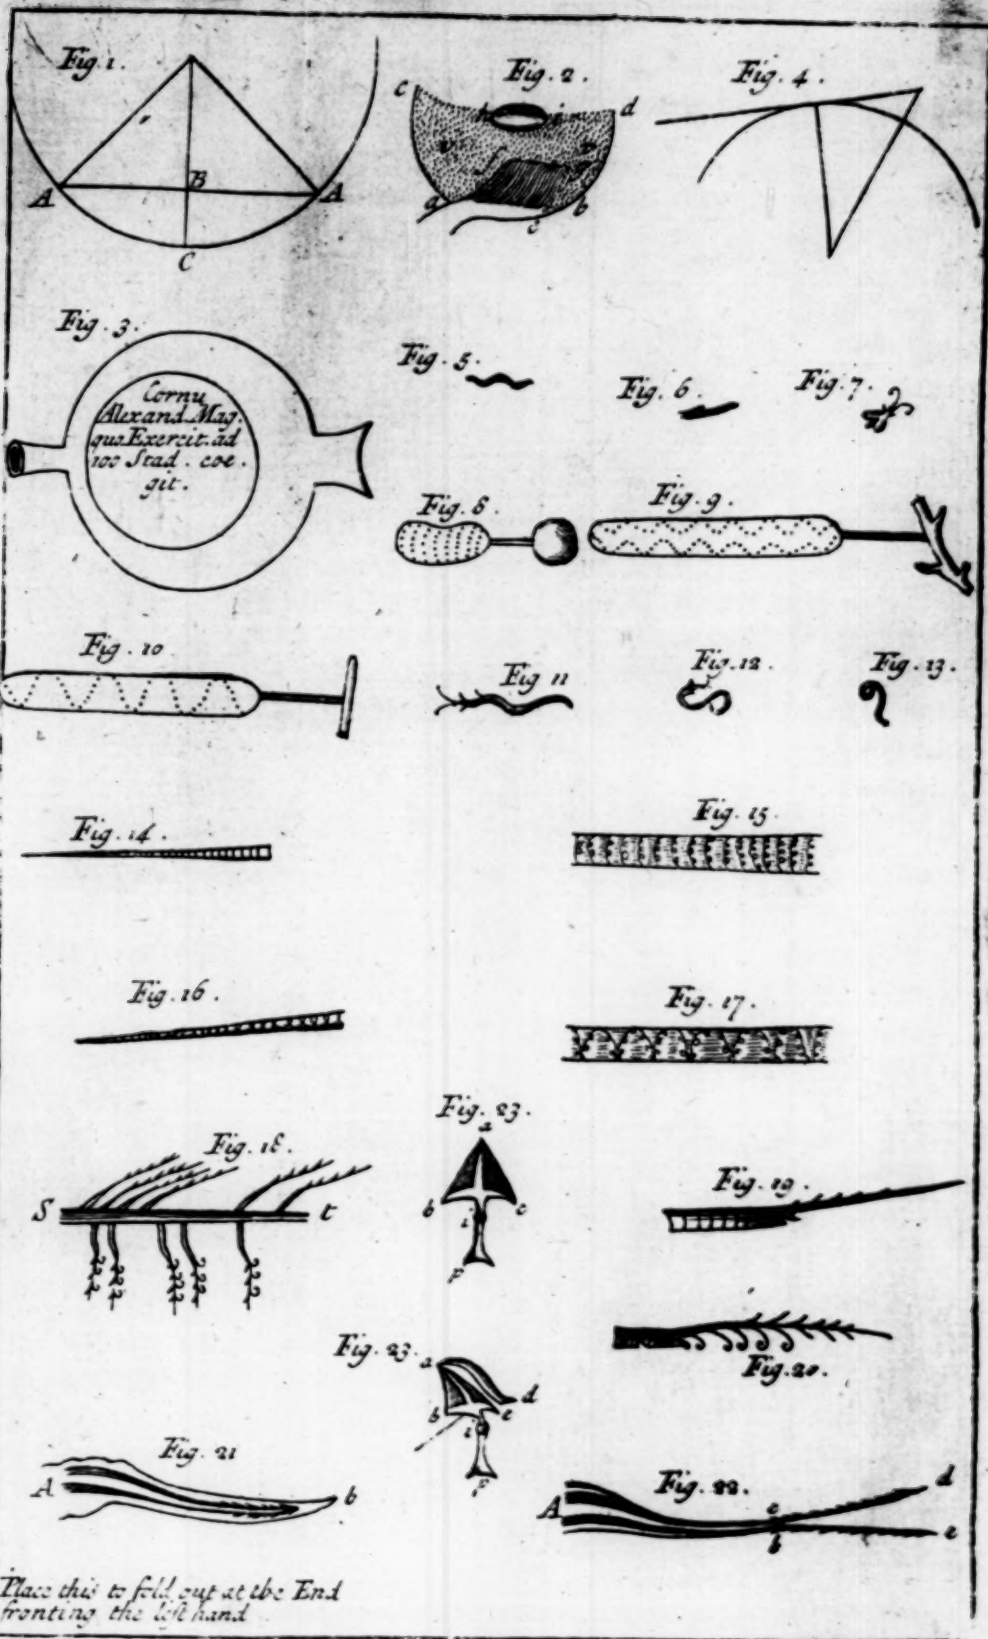 Fig. 1.
A
B
A
C
Fig. 2.
c
h
i
d
a
b
e
Fig. 4.
Fig. 3.
Cornu
Alexand. Mag.
quo Exercit. ad
100 Stad. coe.
git.
Fig. 5.
Fig. 6.
Fig. 7.
Fig. 8.
Fig. 9.
Fig. 10
Fig. 11
Fig. 12.
Fig. 13.
Fig. 14.
Fig. 15.
Fig. 16.
Fig. 17.
Fig. 18.
S
t
Fig. 23.
a
b
c
i
F
Fig. 19.
Fig. 20.
Fig. 23.
a
b
d
c
i
F
Fig. 21
A
b
Fig. 22.
A
c
b
d
e
Place this to fold out at the End
fronting the left hand